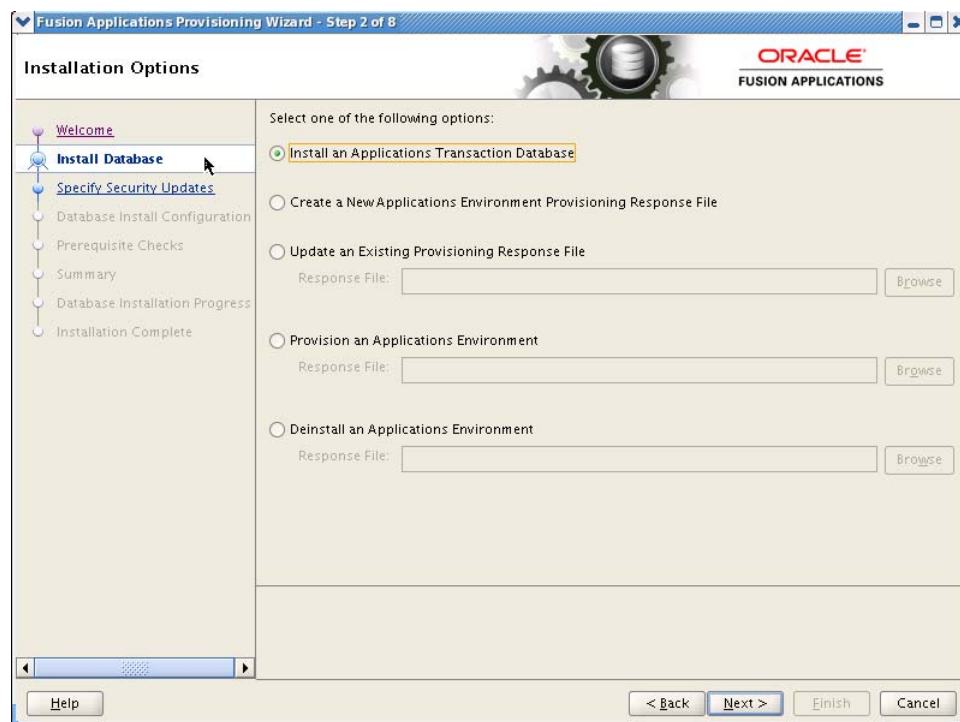 Fusion Applications Provisioning Wizard - Step 2 of 8
Installation Options
ORACLE
FUSION APPLICATIONS
Welcome
Install Database
Specify Security Updates
Database Install Configuration
Prerequisite Checks
Summary
Database Installation Progress
Installation Complete
Select one of the following options:
Install an Applications Transaction Database
Create a New Applications Environment Provisioning Response File
Update an Existing Provisioning Response File
Response File:
Browse
Provision an Applications Environment
Response File:
Browse
Deinstall an Applications Environment
Response File:
Browse
Help
< Back
Next >
Finish
Cancel